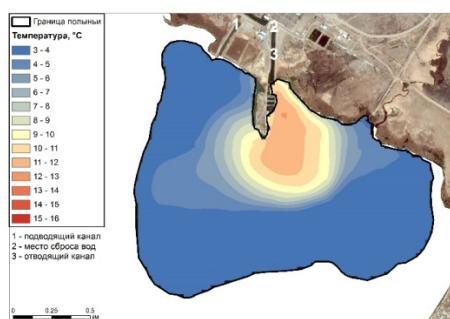 Граница полыньи
Температура, °С
3 - 4
4 - 5
5 - 6
6 - 7
7 - 8
8 - 9
9 - 10
10 - 11
11 - 12
12 - 13
13 - 14
14 - 15
15 - 16
1 - подводящий канал
2 - место сброса вод
3 - отводящий канал
0 0.25 0.5
км
1
2
3